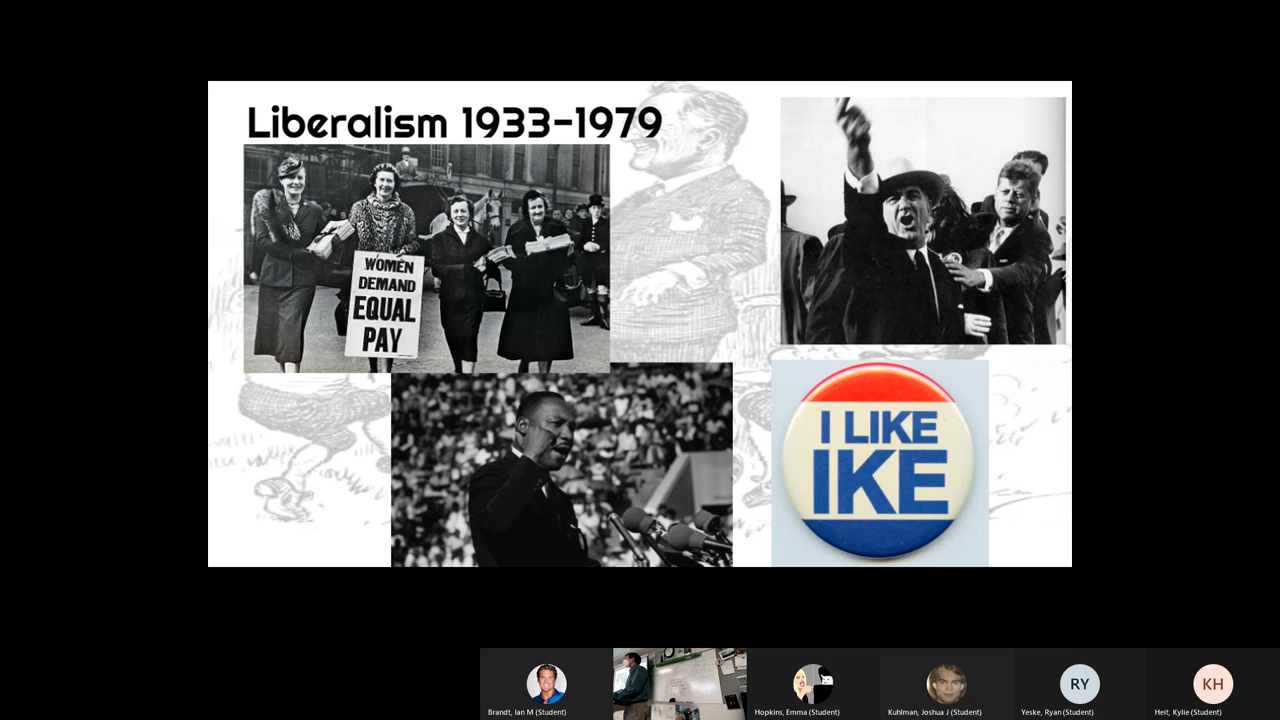 Liberalism 1933-1979
WOMEN
DEMAND
EQUAL
PAY
I LIKE
IKE
Brandt, Ian M (Student)
Hopkins, Emma (Student)
Kuhlman, Joshua J (Student)
RY
Yeske, Ryan (Student)
KH
Heit, Kylie (Student)